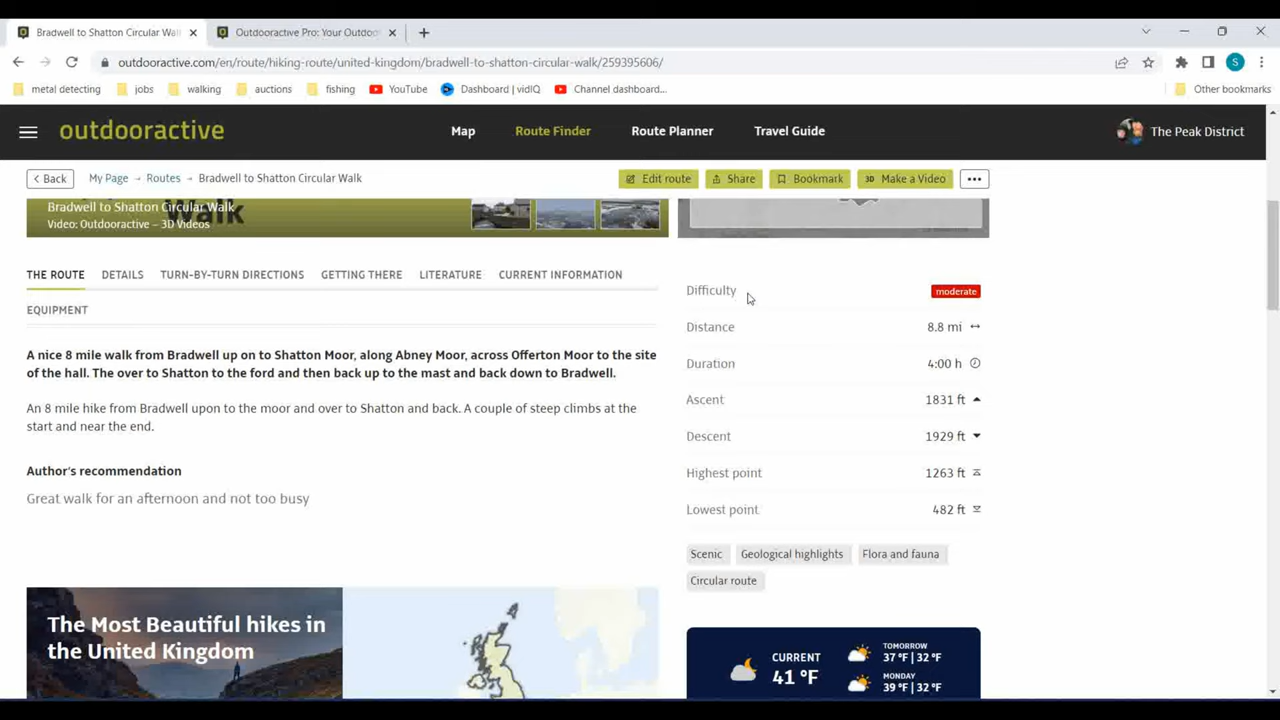 Bradwell to Shatton Circular Wal
Outdooractive Pro: Your Outdoo
outdooractive.com/en/route/hiking-route/united-kingdom/bradwell-to-shatton-circular-walk/259395606/
S
metal detecting
jobs
walking
auctions
fishing
YouTube
Dashboard | vidIQ
Channel dashboard...
Other bookmarks
outdooractive
Map
Route Finder
Route Planner
Travel Guide
The Peak District
< Back
My Page → Routes → Bradwell to Shatton Circular Walk
Edit route
Share
Bookmark
3D Make a Video
Bradwell to Shatton Circular Walk
Walk
Video: Outdooractive – 3D Videos
THE ROUTE
DETAILS
TURN-BY-TURN DIRECTIONS
GETTING THERE
LITERATURE
CURRENT INFORMATION
EQUIPMENT
A nice 8 mile walk from Bradwell up on to Shatton Moor, along Abney Moor, across Offerton Moor to the site
of the hall. The over to Shatton to the ford and then back up to the mast and back down to Bradwell.
An 8 mile hike from Bradwell upon to the moor and over to Shatton and back. A couple of steep climbs at the
start and near the end.
Author's recommendation
Great walk for an afternoon and not too busy
The Most Beautiful hikes in
the United Kingdom
Difficulty moderate
Distance 8.8 mi
Duration 4:00 h
Ascent 1831 ft
Descent 1929 ft
Highest point 1263 ft
Lowest point 482 ft
Scenic
Geological highlights
Flora and fauna
Circular route
CURRENT
41 °F
TOMORROW
37 °F | 32 °F
MONDAY
39 °F | 32 °F